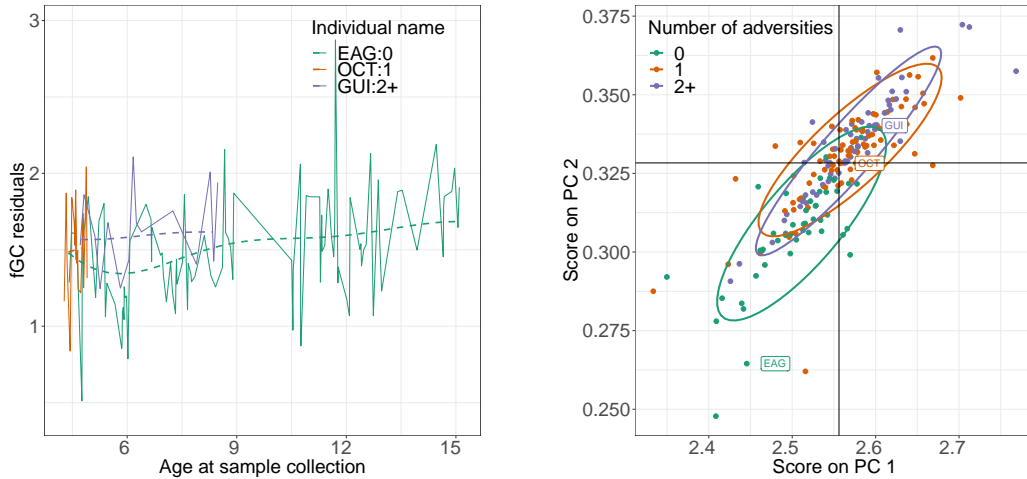 Individual name
EAG:0
OCT:1
GUI:2+
3
2
1
fGC residuals
6
9
12
15
Age at sample collection
Number of adversities
0
1
2+
GUI
OCT
EAG
0.375
0.350
0.325
0.300
0.275
0.250
Score on PC 2
2.4
2.5
2.6
2.7
Score on PC 1